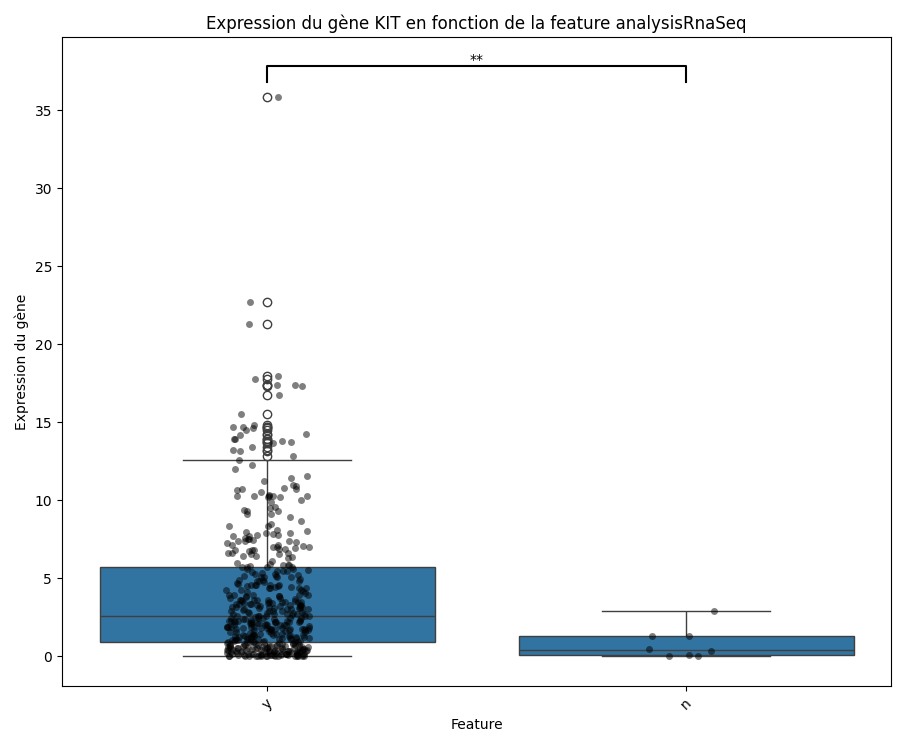 Expression du gène KIT en fonction de la feature analysisRnaSeq
**
35
30
25
20
15
10
5
0
Expression du gène
y
n
Feature